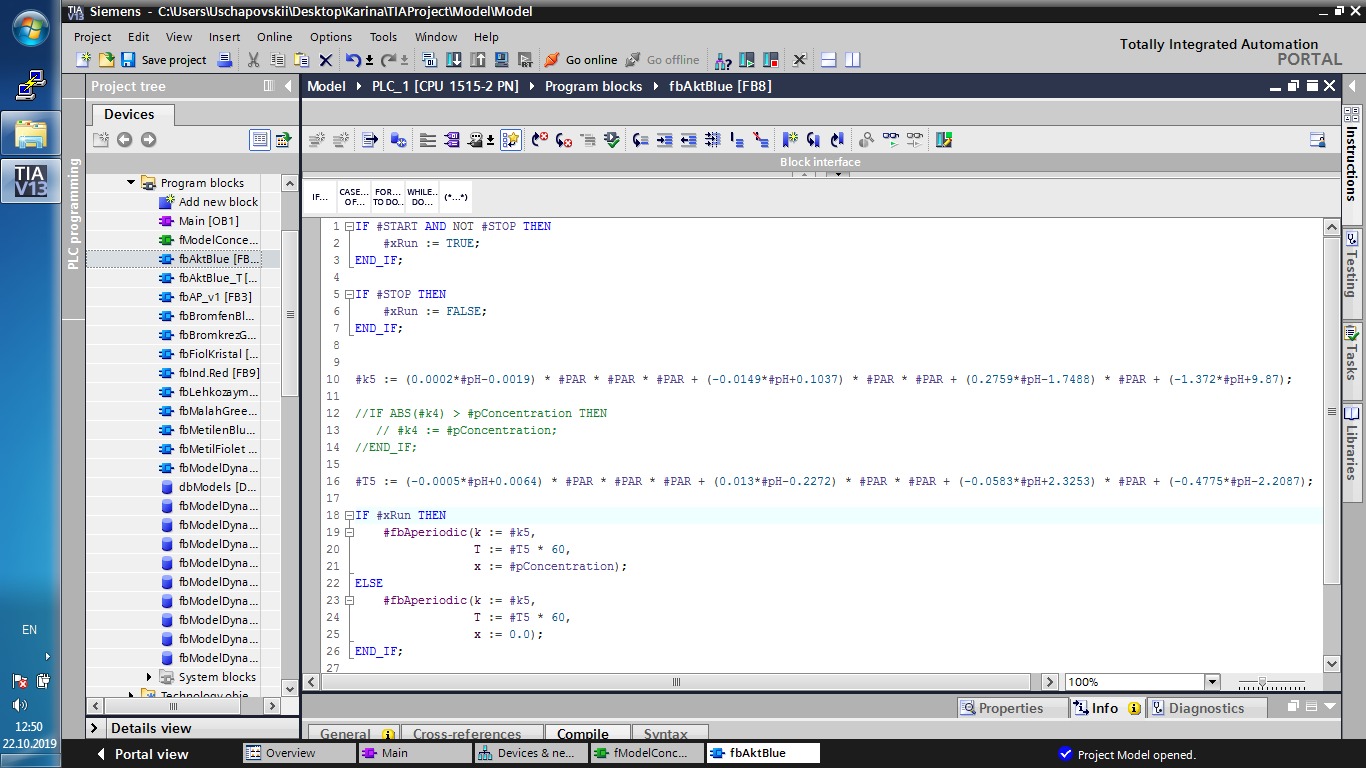 Siemens - C:\Users\Uschapovskii\Desktop\Karina\TIAProject\Model\Model
Project Edit View Insert Online Options Tools Window Help
Totally Integrated Automation
PORTAL
Save project
Go online
Go offline
Project tree
Model PLC_1 [CPU 1515-2 PN] Program blocks fbAktBlue [FB8]
Devices
PLC programming
Program blocks
Add new block
Main [OB1]
fModelConce...
fbAktBlue [FB...
fbAktBlue_T [...
fbAP_v1 [FB3]
fbBromfenBl...
fbBromkrezG...
fbFiolKristal [...
fbInd.Red [FB9]
fbLehkozaym...
fbMalahGree...
fbMetilenBlu...
fbMetilFiolet ...
fbModelDyna...
dbModels [D...
fbModelDyna...
fbModelDyna...
fbModelDyna...
fbModelDyna...
fbModelDyna...
fbModelDyna...
fbModelDyna...
fbModelDyna...
fbModelDyna...
System blocks
Technology obje
Details view
Block interface
IF...
CASE... OF...
FOR... TO DO..
WHILE.. DO...
(*...*)
1 IF #START AND NOT #STOP THEN
2 #xRun := TRUE;
3 END_IF;
4
5 IF #STOP THEN
6 #xRun := FALSE;
7 END_IF;
8
9
10 #k5 := (0.0002*#pH-0.0019) * #PAR * #PAR * #PAR + (-0.0149*#pH+0.1037) * #PAR * #PAR + (0.2759*#pH-1.7488) * #PAR + (-1.372*#pH+9.87);
11
12 //IF ABS(#k4) > #pConcentration THEN
13 // #k4 := #pConcentration;
14 //END_IF;
15
16 #T5 := (-0.0005*#pH+0.0064) * #PAR * #PAR * #PAR + (0.013*#pH-0.2272) * #PAR * #PAR + (-0.0583*#pH+2.3253) * #PAR + (-0.4775*#pH-2.2087);
17
18 IF #xRun THEN
19 #fbAperiodic(k := #k5,
20 T := #T5 * 60,
21 x := #pConcentration);
22 ELSE
23 #fbAperiodic(k := #k5,
24 T := #T5 * 60,
25 x := 0.0);
26 END_IF;
27
100%
Properties
Info
Diagnostics
General
Cross-references
Compile
Syntax
Instructions
Testing
Tasks
Libraries
TIA
V13
EN
12:50
22.10.2019
Portal view
Overview
Main
Devices & ne...
fModelConc...
fbAktBlue
Project Model opened.